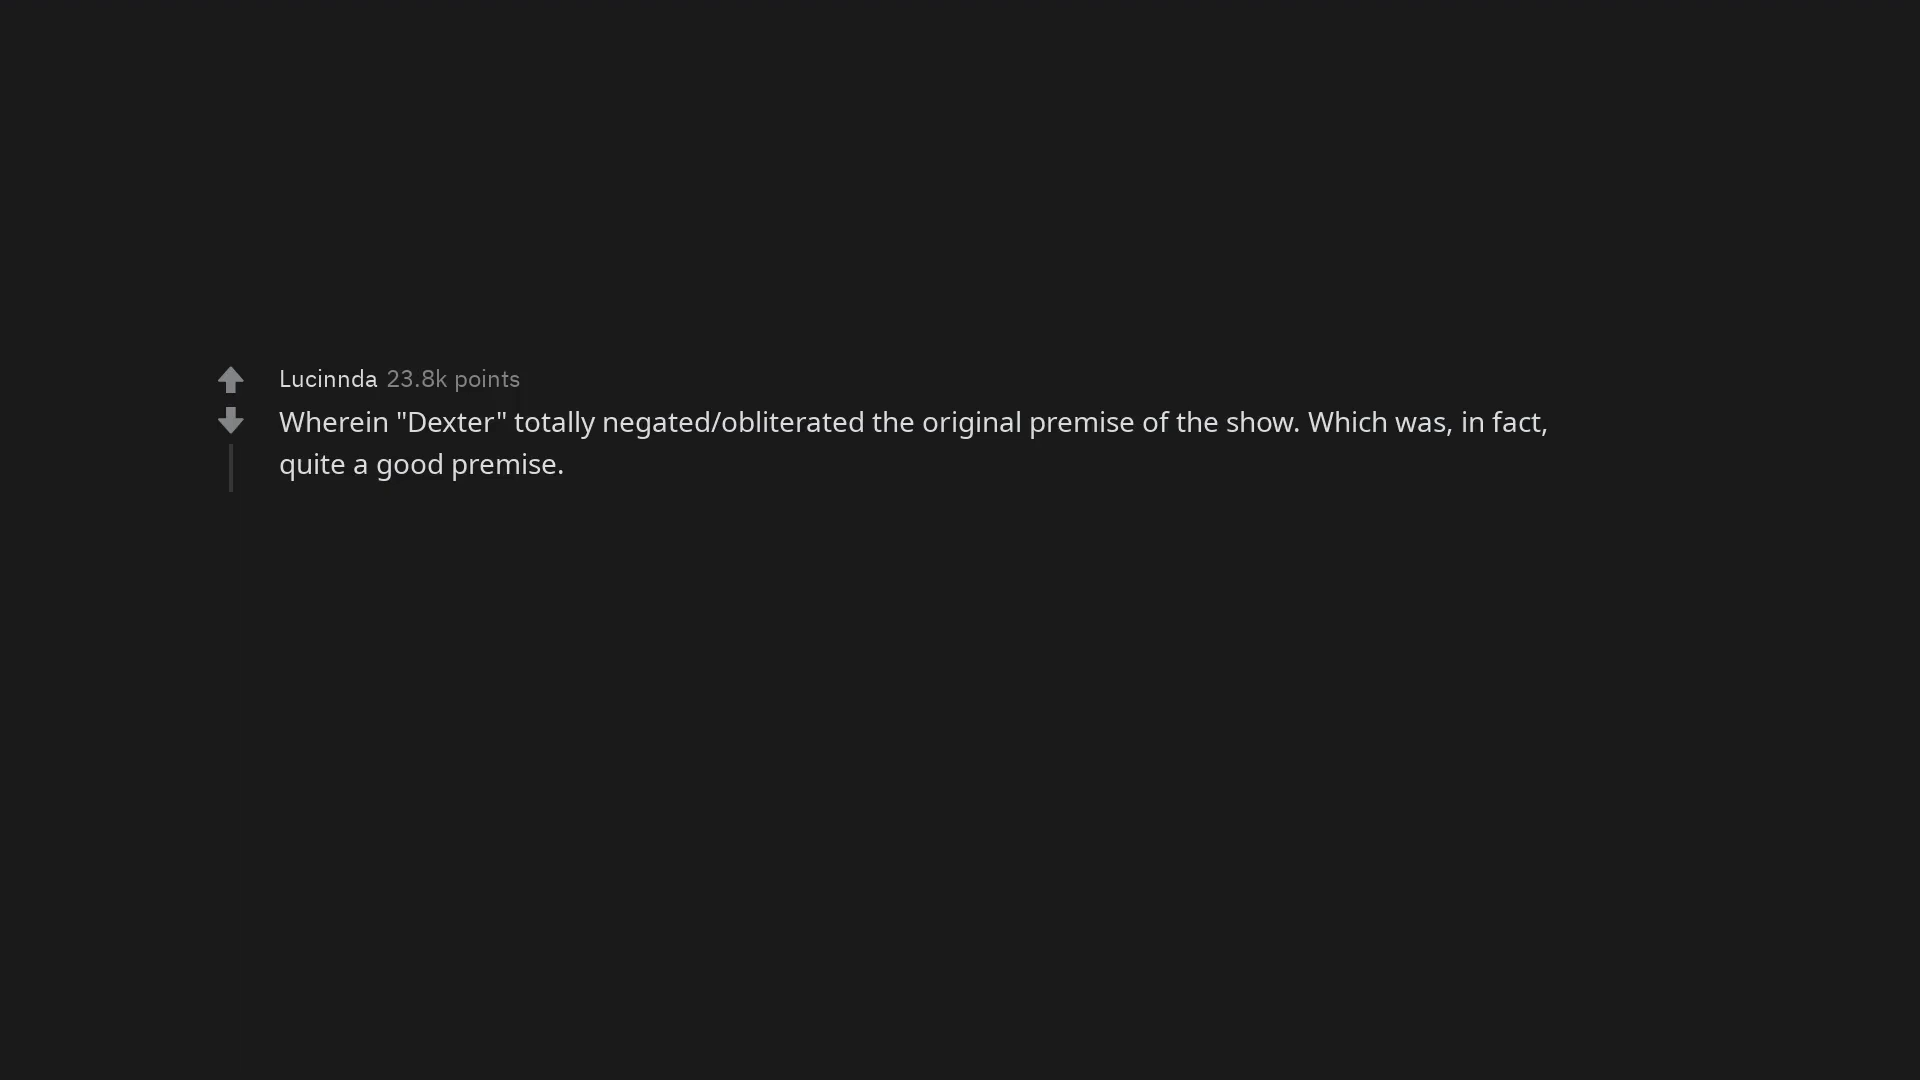 Lucinnda 23.8k points
Wherein "Dexter" totally negated/obliterated the original premise of the show. Which was, in fact,
quite a good premise.